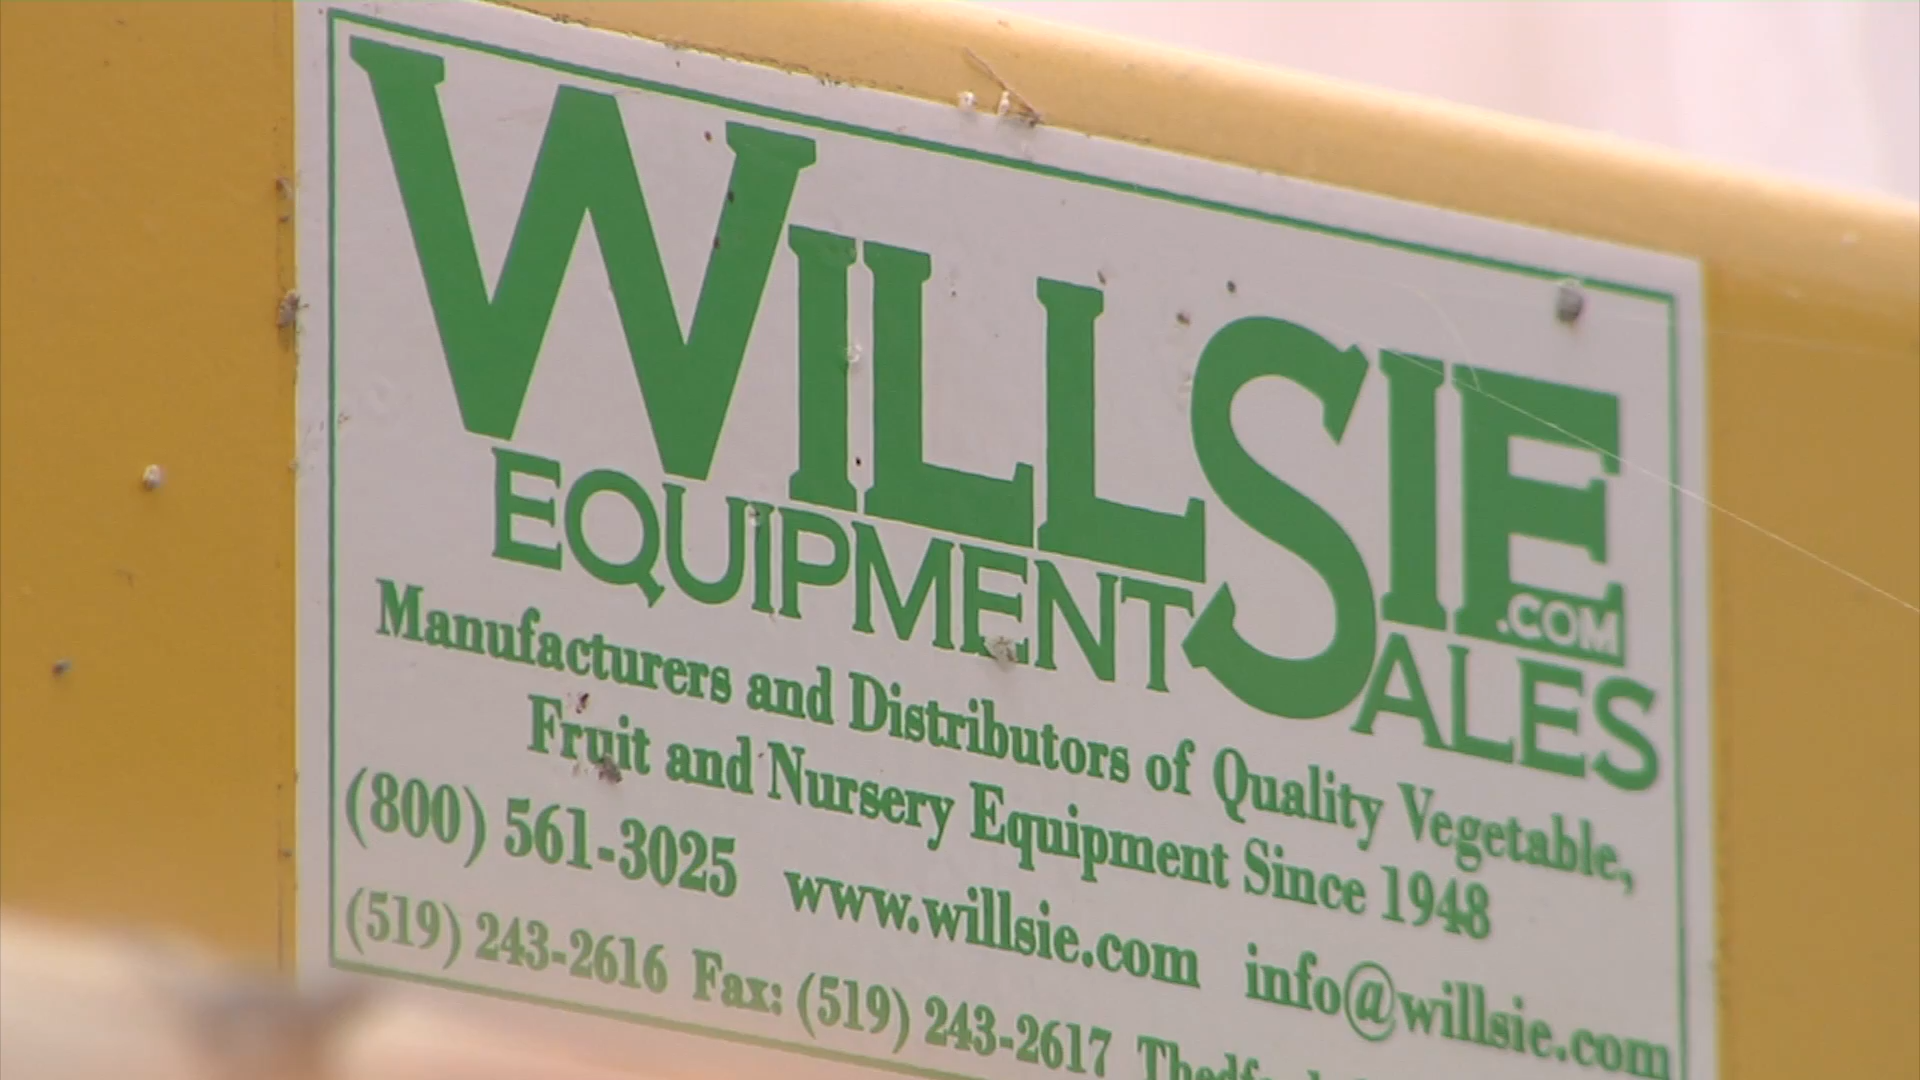 WILLSIE
.COM
EQUIPMENT SALES
Manufacturers and Distributors of Quality Vegetable,
Fruit and Nursery Equipment Since 1948
(800) 561-3025 www.willsie.com info@willsie.com
(519) 243-2616 Fax: (519) 243-2617